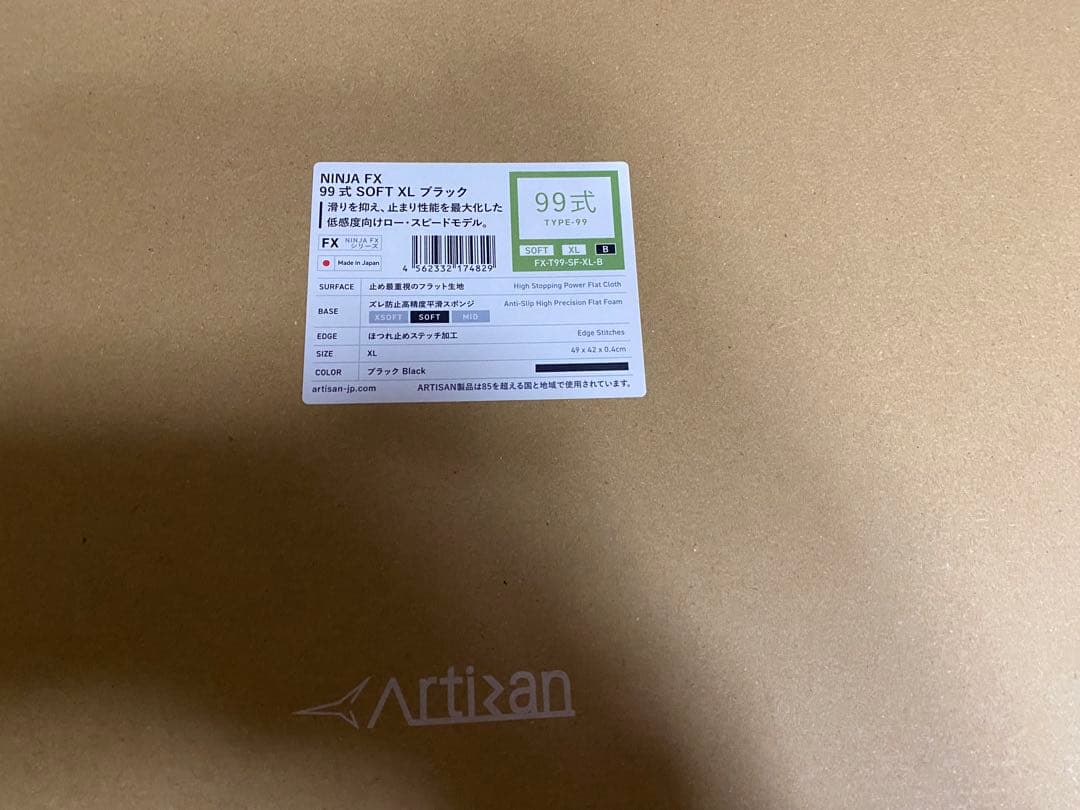 NINJA FX
99 式 SOFT XL ブラック
滑りを抑え、止まり性能を最大化した
低感度向けロー・スピードモデル。
FX NINJA FX シリーズ
Made in Japan
4 562332 174829
99式
TYPE-99
SOFT XL B
FX-T99-SF-XL-B
SURFACE 止め最重視のフラット生地 High Stopping Power Flat Cloth
BASE ズレ防止高精度平滑スポンジ Anti-Slip High Precision Flat Foam
XSOFT SOFT MID
EDGE ほつれ止めステッチ加工 Edge Stitches
SIZE XL 49 x 42 x 0.4cm
COLOR ブラック Black
artisan-jp.com ARTISAN製品は85を超える国と地域で使用されています。
Artisan